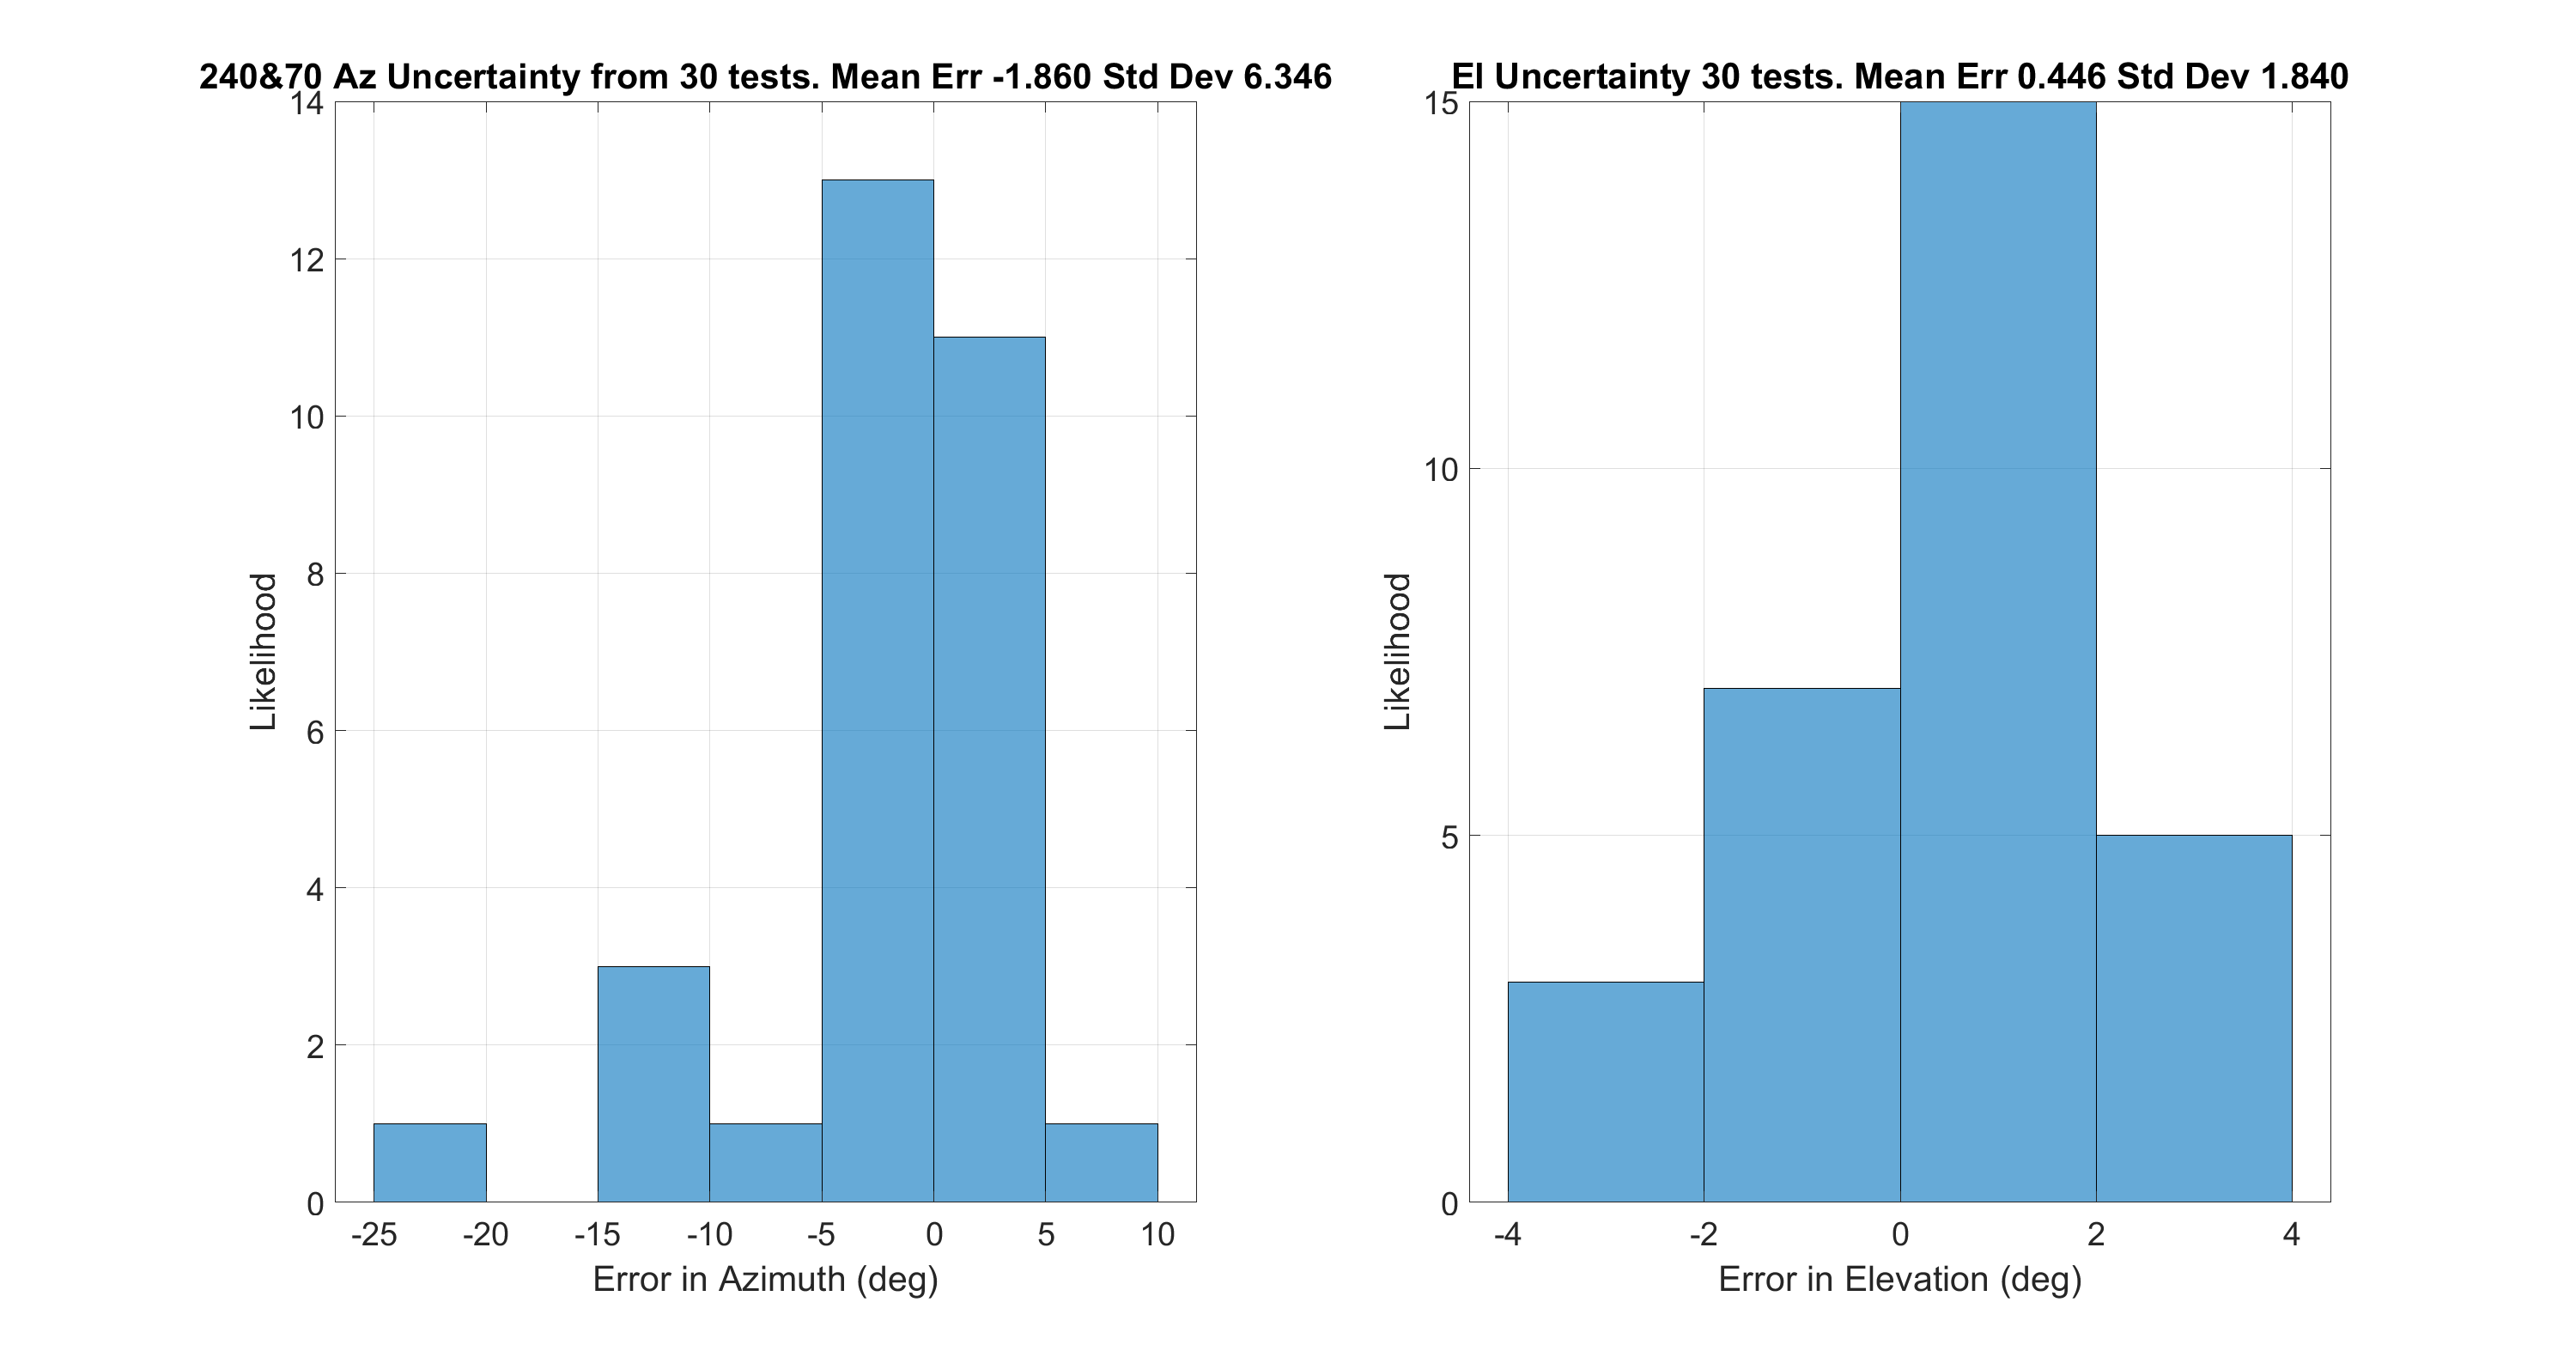 240&70 Az Uncertainty from 30 tests. Mean Err -1.860 Std Dev 6.346
14
12
10
8
6
4
2
0
Likelihood
-25 -20 -15 -10 -5 0 5 10
Error in Azimuth (deg)
El Uncertainty 30 tests. Mean Err 0.446 Std Dev 1.840
15
10
5
0
Likelihood
-4 -2 0 2 4
Error in Elevation (deg)